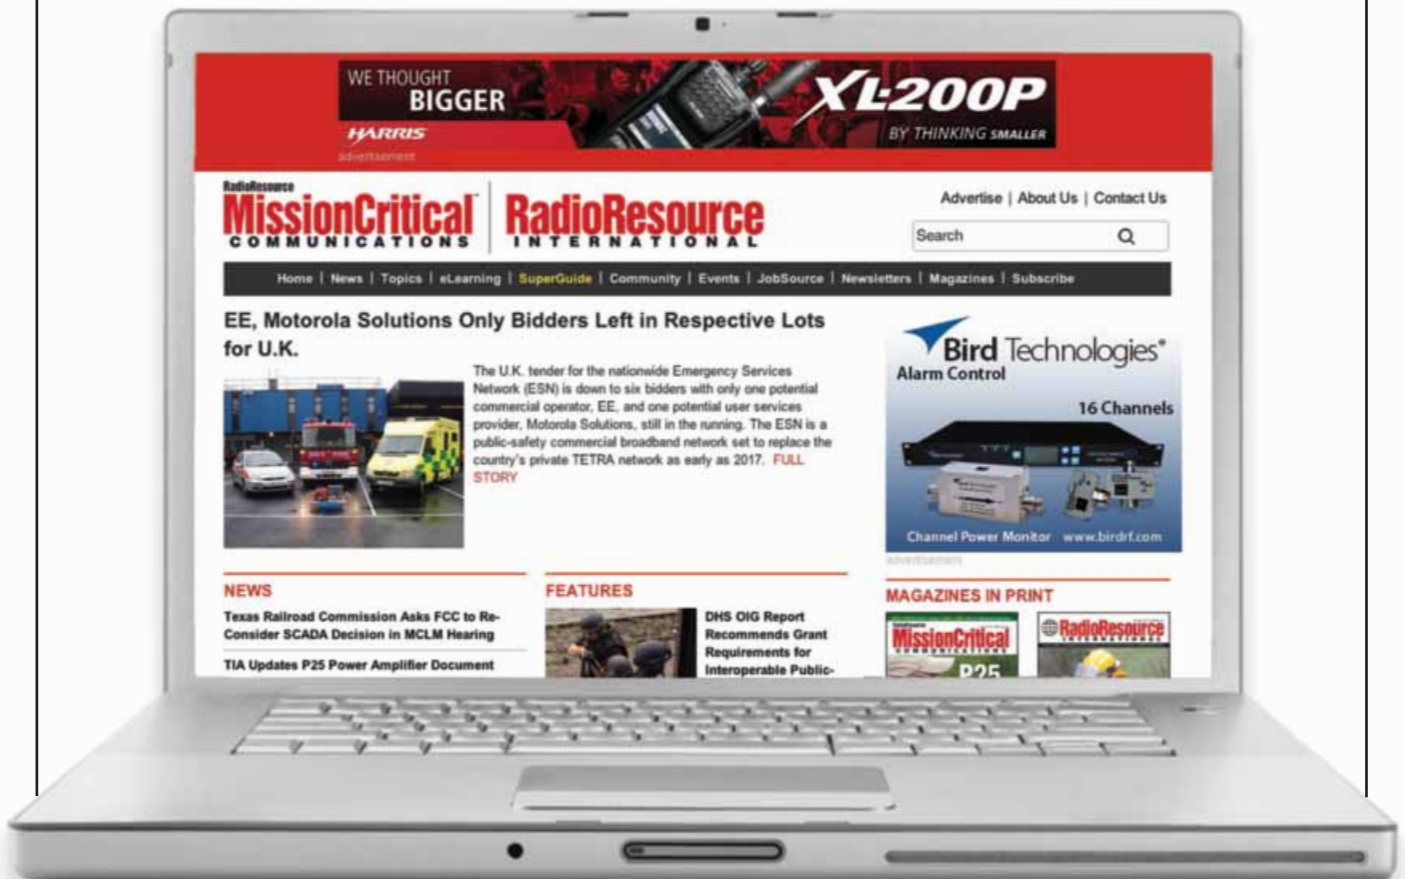 WE THOUGHT
BIGGER
HARRIS
XL-200P
BY THINKING SMALLER
advertisement
RadioResource
MissionCritical
COMMUNICATIONS
RadioResource
INTERNATIONAL
Advertise | About Us | Contact Us
Search
Home | News | Topics | eLearning | SuperGuide | Community | Events | JobSource | Newsletters | Magazines | Subscribe
EE, Motorola Solutions Only Bidders Left in Respective Lots
for U.K.
The U.K. tender for the nationwide Emergency Services
Network (ESN) is down to six bidders with only one potential
commercial operator, EE, and one potential user services
provider, Motorola Solutions, still in the running. The ESN is a
public-safety commercial broadband network set to replace the
country's private TETRA network as early as 2017. FULL
STORY
Bird Technologies®
Alarm Control
16 Channels
Channel Power Monitor www.birdrf.com
advertisement
NEWS
Texas Railroad Commission Asks FCC to Re-
Consider SCADA Decision in MCLM Hearing
TIA Updates P25 Power Amplifier Document
FEATURES
DHS OIG Report
Recommends Grant
Requirements for
Interoperable Public-
MAGAZINES IN PRINT
MissionCritical
COMMUNICATIONS
P25
RadioResource
INTERNATIONAL